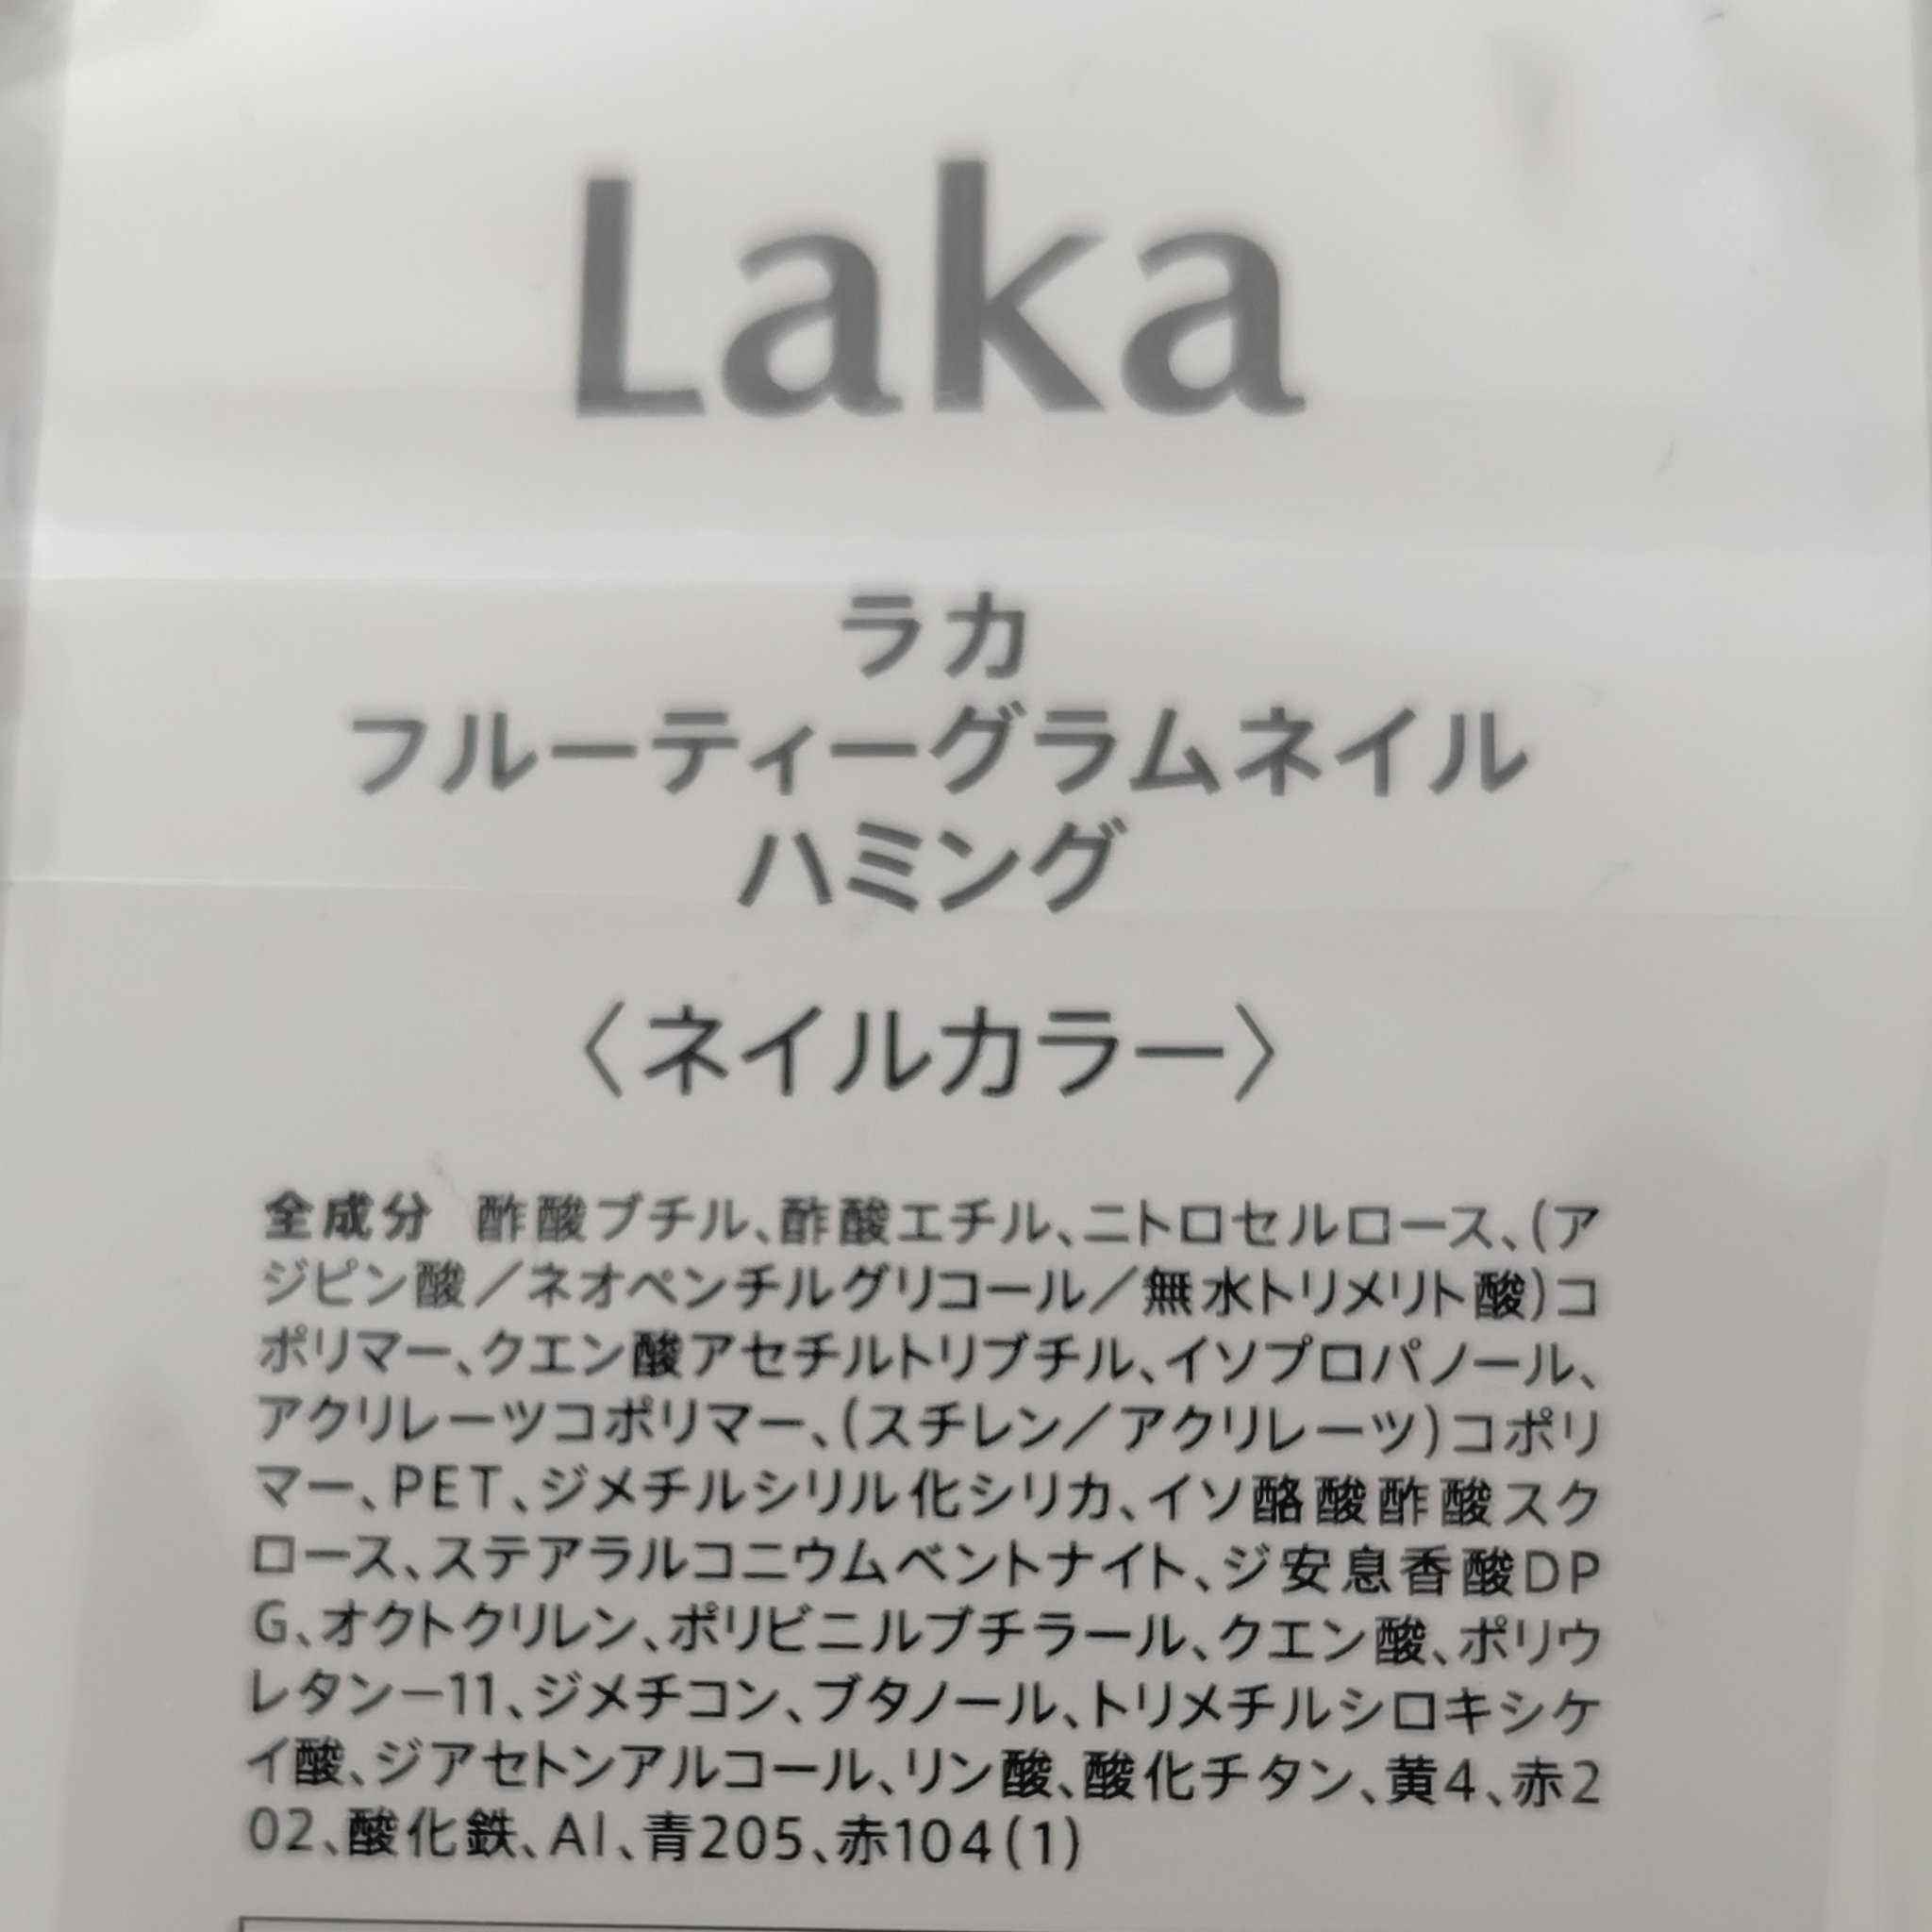 Laka
ラカ
フルーティーグラムネイル
ハミング
〈ネイルカラー〉
全成分 酢酸ブチル、酢酸エチル、ニトロセルロース、(ア
ジピン酸／ネオペンチルグリコール／無水トリメリト酸)コ
ポリマー、クエン酸アセチルトリブチル、イソプロパノール、
アクリレーツコポリマー、(スチレン／アクリレーツ)コポリ
マー、PET、ジメチルシリル化シリカ、イソ酪酸酢酸スク
ロース、ステアラルコニウムベントナイト、ジ安息香酸DP
G、オクトクリレン、ポリビニルブチラール、クエン酸、ポリウ
レタンー11、ジメチコン、ブタノール、トリメチルシロキシケ
イ酸、ジアセトンアルコール、リン酸、酸化チタン、黄4、赤2
02、酸化鉄、Al、青205、赤104(1)